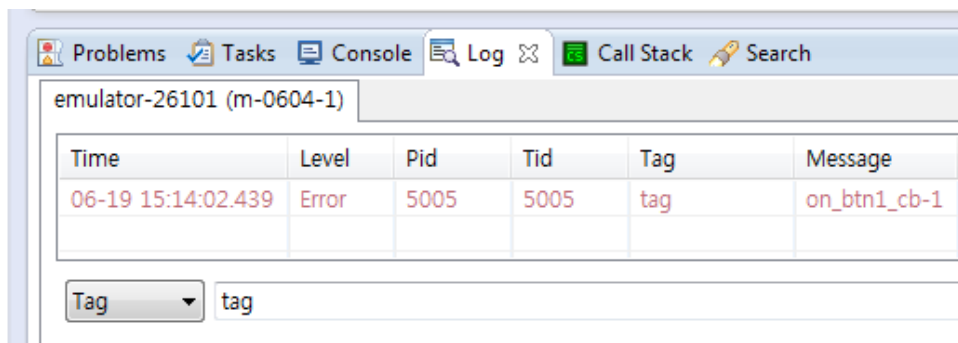 Problems Tasks Console Log Call Stack Search
emulator-26101 (m-0604-1)
Time Level Pid Tid Tag Message
06-19 15:14:02.439 Error 5005 5005 tag on_btn1_cb-1
Tag tag